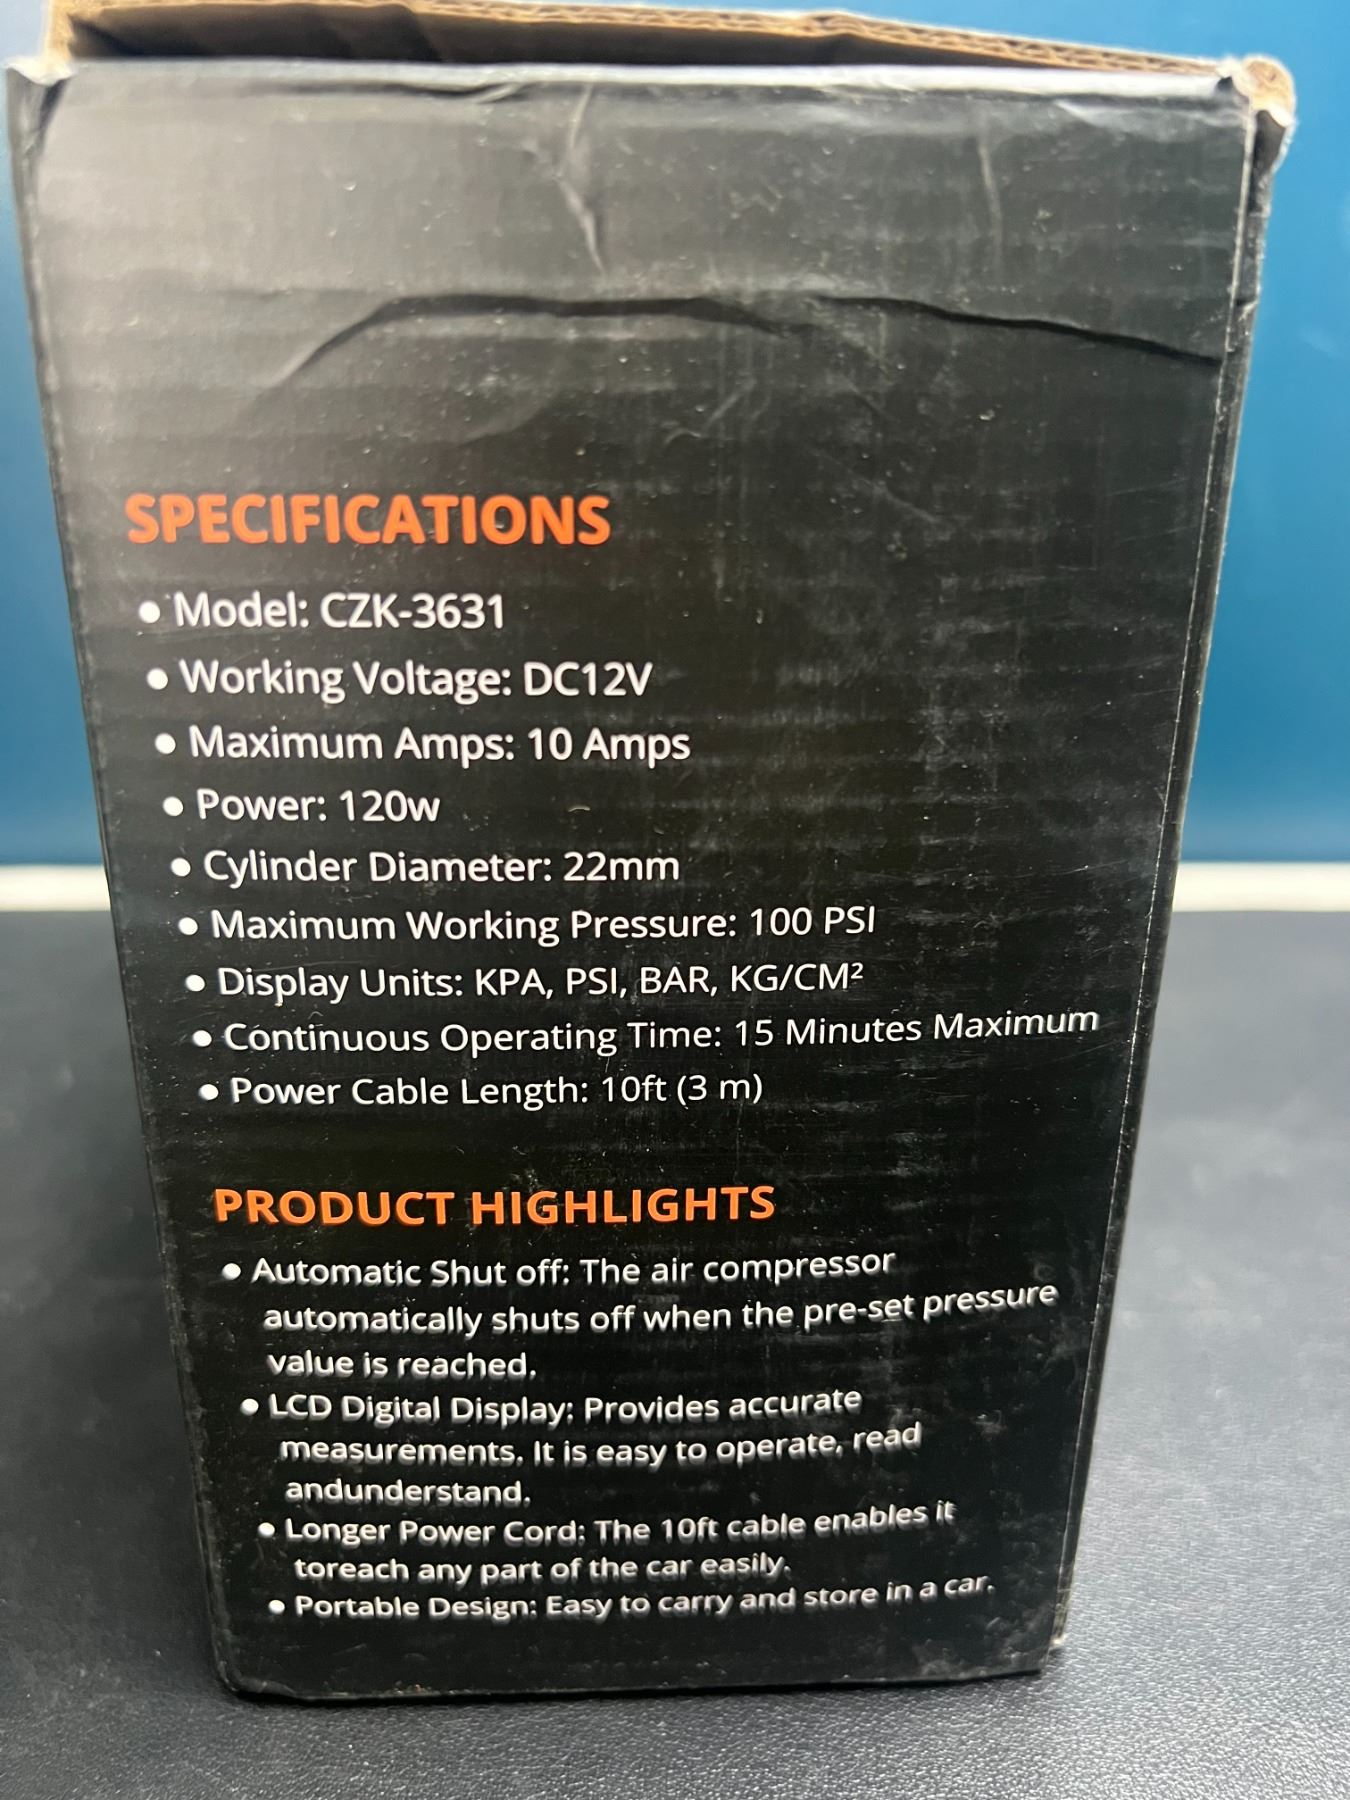 SPECIFICATIONS
• Model: CZK-3631
• Working Voltage: DC12V
• Maximum Amps: 10 Amps
• Power: 120w
• Cylinder Diameter: 22mm
• Maximum Working Pressure: 100 PSI
• Display Units: KPA, PSI, BAR, KG/CM²
• Continuous Operating Time: 15 Minutes Maximum
• Power Cable Length: 10ft (3 m)
PRODUCT HIGHLIGHTS
• Automatic Shut off: The air compressor
automatically shuts off when the pre-set pressure
value is reached.
• LCD Digital Display: Provides accurate
measurements. It is easy to operate, read
andunderstand.
• Longer Power Cord: The 10ft cable enables it
toreach any part of the car easily.
• Portable Design: Easy to carry and store in a car.